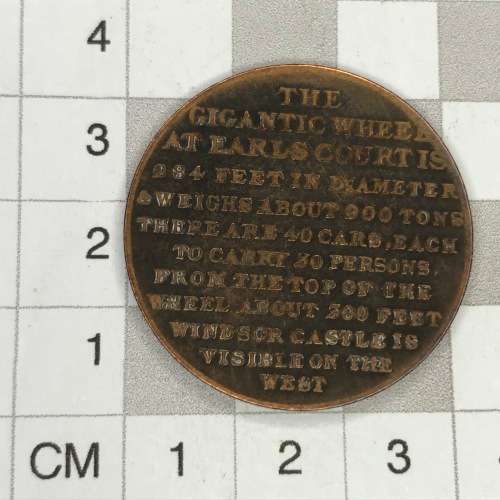 THE
GIGANTIC WHEEL
AT EARLS COURT IS
284 FEET IN DIAMETER
& WEIGHS ABOUT 900 TONS
THERE ARE 40 CARS, EACH
TO CARRY 30 PERSONS.
FROM THE TOP OF THE
WHEEL ABOUT 300 FEET
WINDSOR CASTLE IS
VISIBLE ON THE
WEST
4
3
2
1
CM 1 2 3